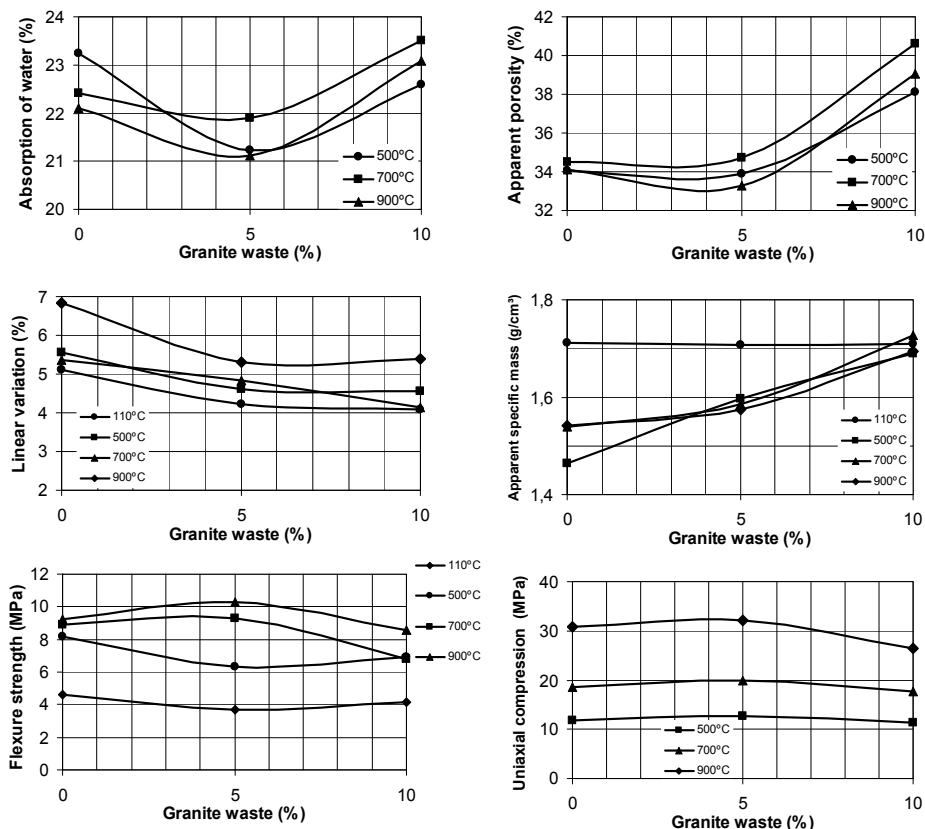 Absorption of water (%)
24
23
22
21
20
0
5
10
Granite waste (%)
500ºC
700ºC
900ºC
Apparent porosity (%)
42
40
38
36
34
32
0
5
10
Granite waste (%)
500ºC
700ºC
900ºC
Linear variation (%)
7
6
5
4
3
2
0
5
10
Granite waste (%)
110ºC
500ºC
700ºC
900ºC
Apparent specific mass (g/cm³)
1,8
1,6
1,4
0
5
10
Granite waste (%)
110ºC
500ºC
700ºC
900ºC
Flexure strength (MPa)
12
10
8
6
4
2
0
0
5
10
Granite waste (%)
110ºC
500ºC
700ºC
900ºC
Uniaxial compression (MPa)
40
30
20
10
0
0
5
10
Granite waste (%)
500ºC
700ºC
900ºC